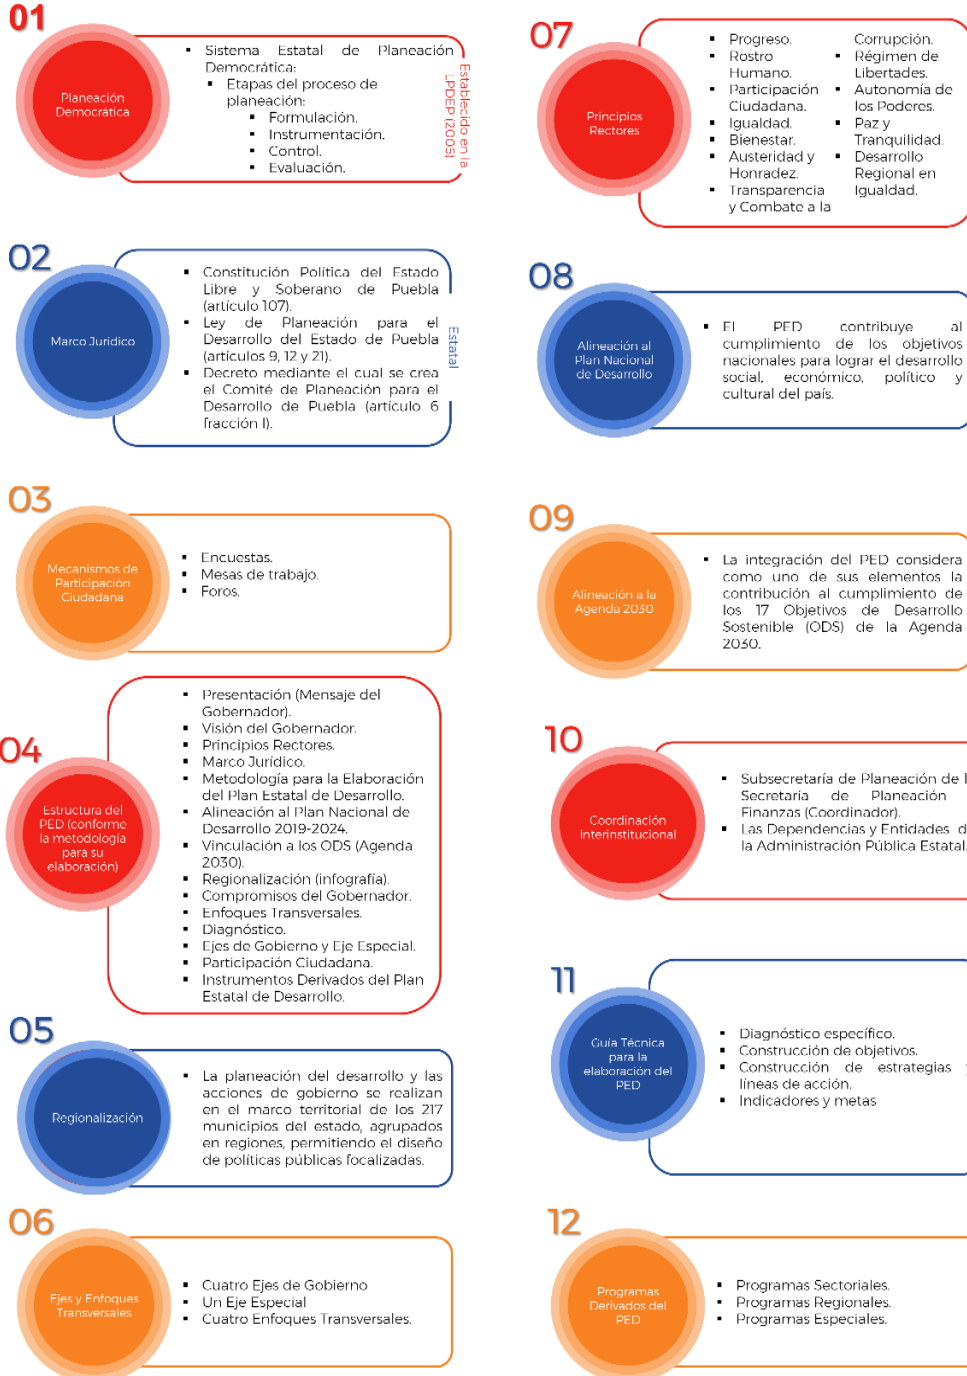 01
Planeación
Democrática
▪ Sistema Estatal de Planeación
Democrática:
▪ Etapas del proceso de
planeación:
▪ Formulación.
▪ Instrumentación.
▪ Control.
▪ Evaluación.
Establecido en la
LPDEP (2005)
02
Marco Jurídico
▪ Constitución Política del Estado
Libre y Soberano de Puebla
(artículo 107).
▪ Ley de Planeación para el
Desarrollo del Estado de Puebla
(artículos 9, 12 y 21).
▪ Decreto mediante el cual se crea
el Comité de Planeación para el
Desarrollo de Puebla (artículo 6
fracción I).
Estatal
03
Mecanismos de
Participación
Ciudadana
▪ Encuestas.
▪ Mesas de trabajo.
▪ Foros.
04
Estructura del
PED (conforme
la metodología
para su
elaboración)
▪ Presentación (Mensaje del
Gobernador).
▪ Visión del Gobernador.
▪ Principios Rectores.
▪ Marco Jurídico.
▪ Metodología para la Elaboración
del Plan Estatal de Desarrollo.
▪ Alineación al Plan Nacional de
Desarrollo 2019-2024.
▪ Vinculación a los ODS (Agenda
2030).
▪ Regionalización (infografía).
▪ Compromisos del Gobernador.
▪ Enfoques Transversales.
▪ Diagnóstico.
▪ Ejes de Gobierno y Eje Especial.
▪ Participación Ciudadana.
▪ Instrumentos Derivados del Plan
Estatal de Desarrollo.
05
Regionalización
▪ La planeación del desarrollo y las
acciones de gobierno se realizan
en el marco territorial de los 217
municipios del estado, agrupados
en regiones, permitiendo el diseño
de políticas públicas focalizadas.
06
Ejes y Enfoques
Transversales
▪ Cuatro Ejes de Gobierno
▪ Un Eje Especial
▪ Cuatro Enfoques Transversales.
07
Principios
Rectores
▪ Progreso.
▪ Rostro
Humano.
▪ Participación
Ciudadana.
▪ Igualdad.
▪ Bienestar.
▪ Austeridad y
Honradez.
▪ Transparencia
y Combate a la
Corrupción.
▪ Régimen de
Libertades.
▪ Autonomía de
los Poderes.
▪ Paz y
Tranquilidad.
▪ Desarrollo
Regional en
Igualdad.
08
Alineación al
Plan Nacional
de Desarrollo
▪ El PED contribuye al
cumplimiento de los objetivos
nacionales para lograr el desarrollo
social, económico, político y
cultural del país.
09
Alineación a la
Agenda 2030
▪ La integración del PED considera
como uno de sus elementos la
contribución al cumplimiento de
los 17 Objetivos de Desarrollo
Sostenible (ODS) de la Agenda
2030.
10
Coordinación
Interinstitucional
▪ Subsecretaría de Planeación de
Secretaría de Planeación
Finanzas (Coordinador).
▪ Las Dependencias y Entidades
la Administración Pública Estatal.
11
Guía Técnica
para la
elaboración del
PED
▪ Diagnóstico específico.
▪ Construcción de objetivos.
▪ Construcción de estrategias
líneas de acción.
▪ Indicadores y metas
12
Programas
Derivados del
PED
▪ Programas Sectoriales.
▪ Programas Regionales.
▪ Programas Especiales.